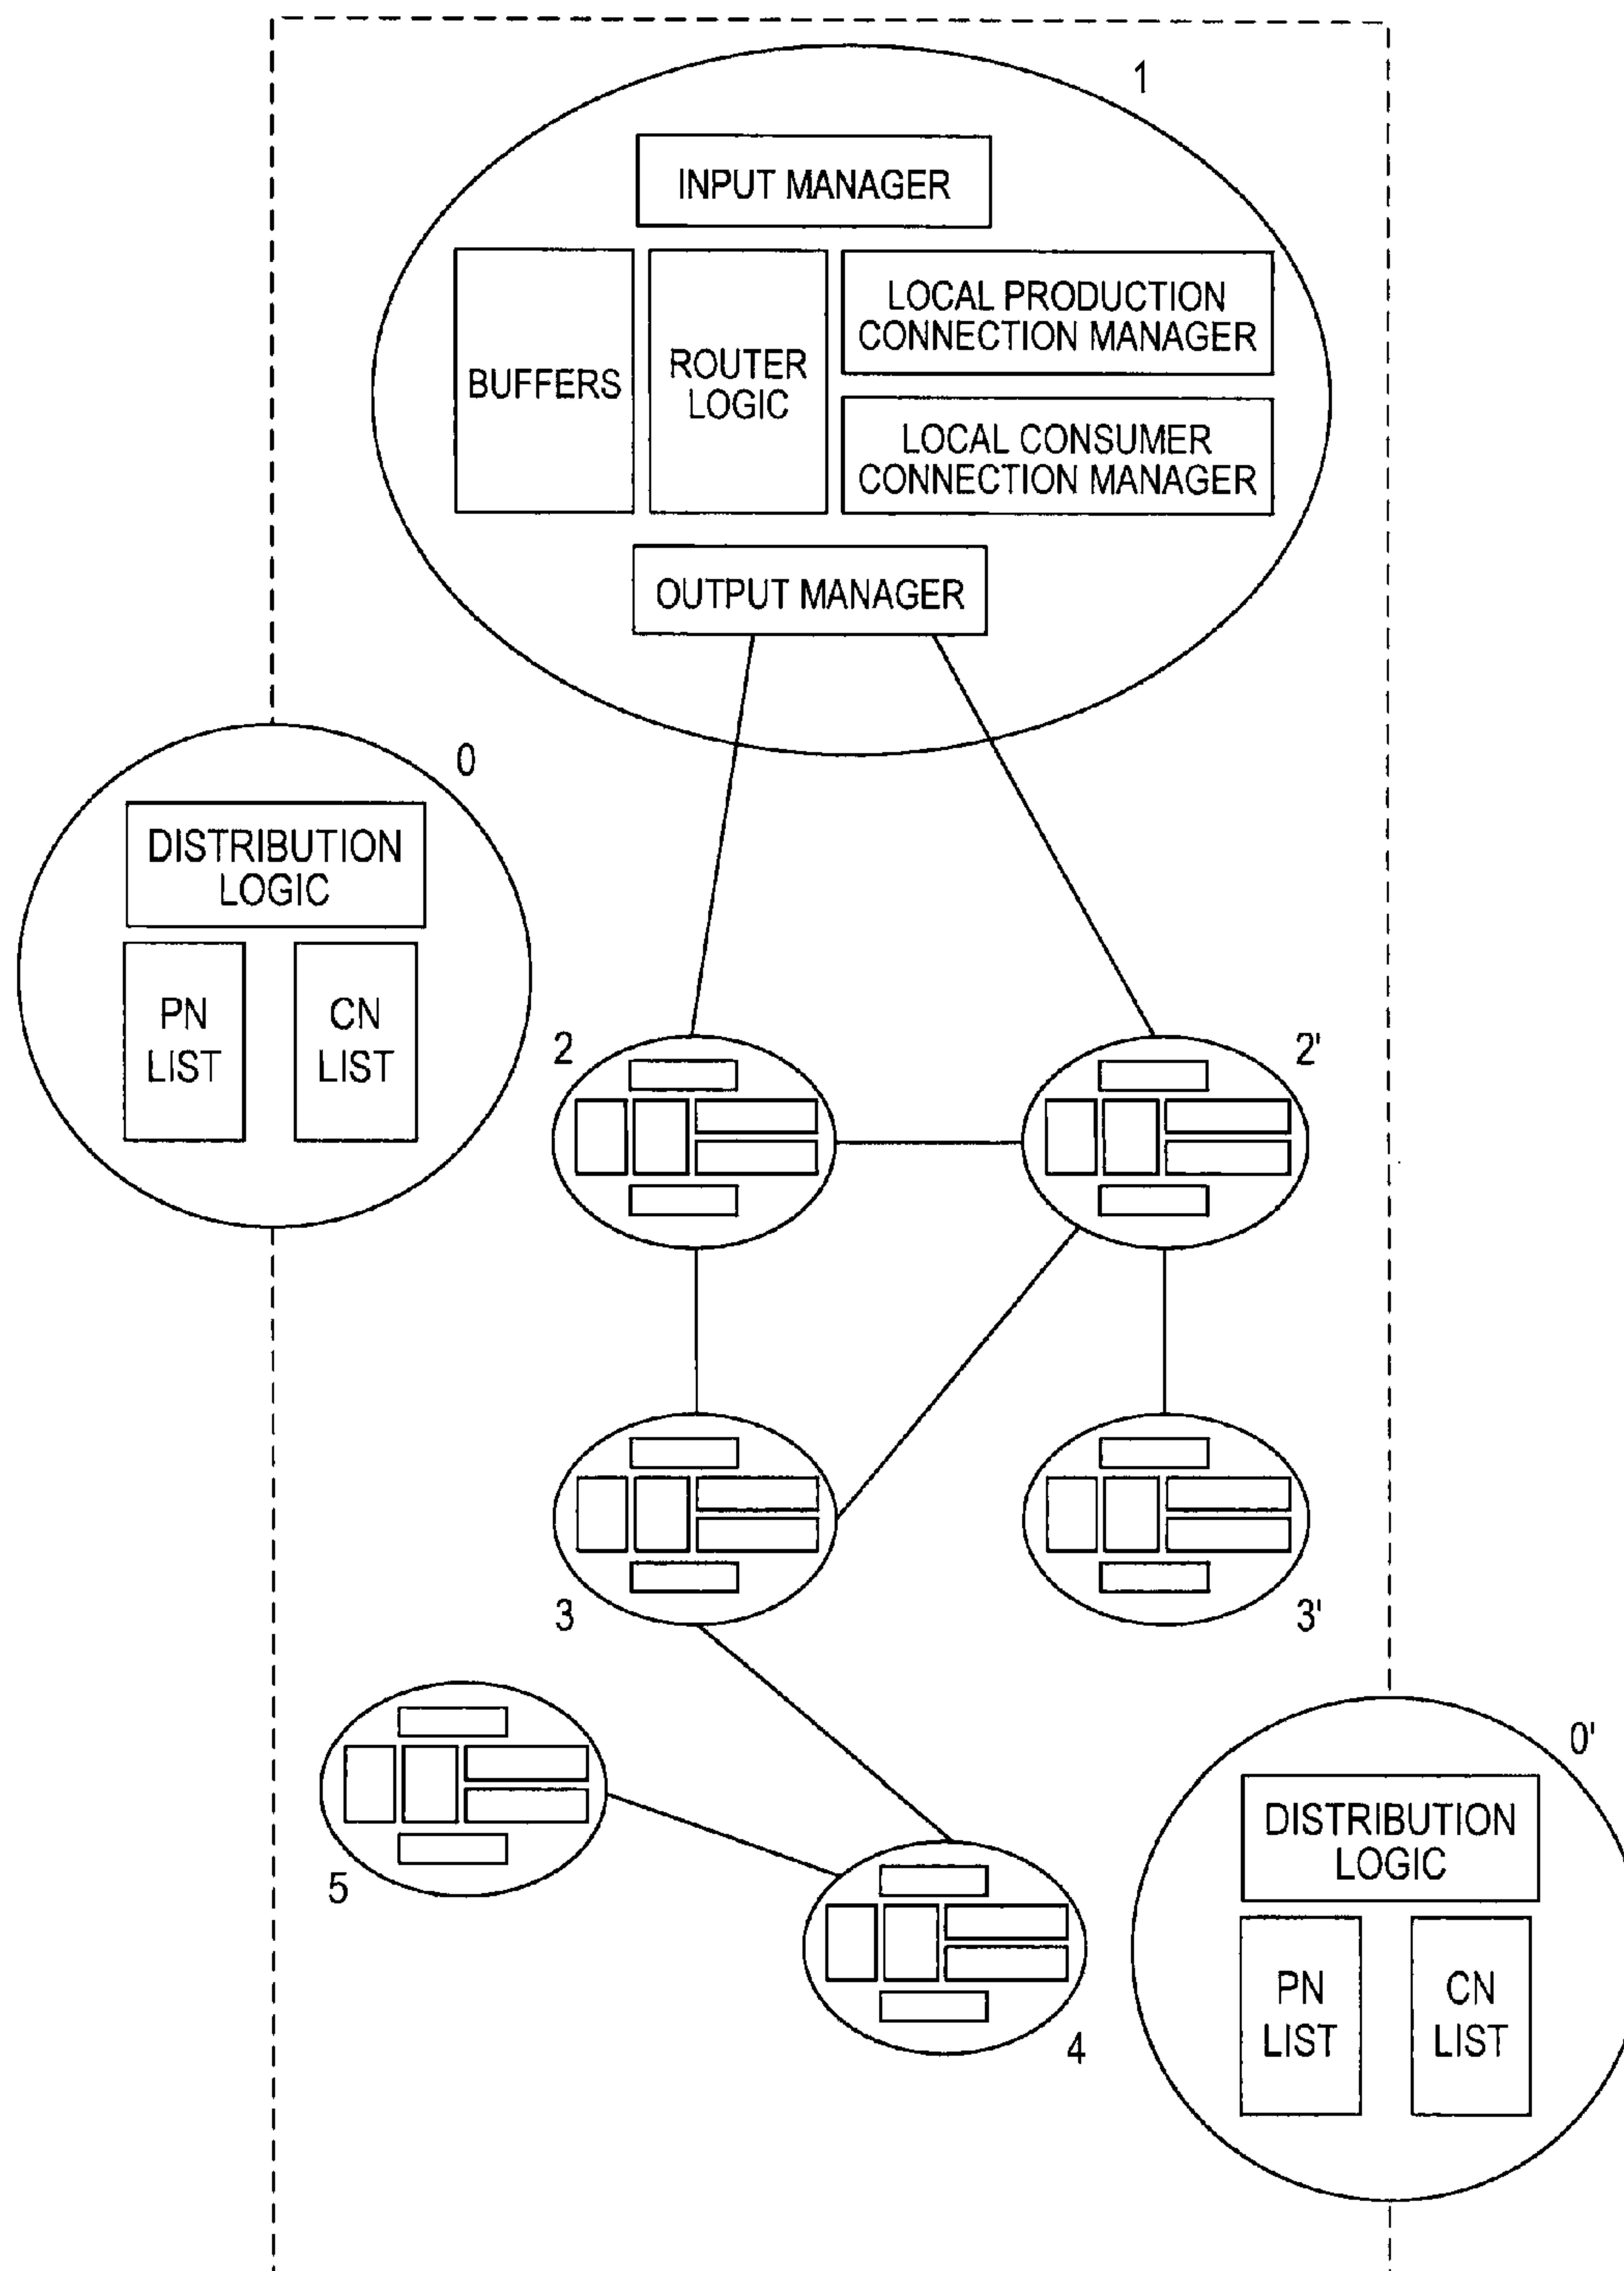 1
INPUT MANAGER
BUFFERS
ROUTER
LOGIC
LOCAL PRODUCTION
CONNECTION MANAGER
LOCAL CONSUMER
CONNECTION MANAGER
OUTPUT MANAGER
0
DISTRIBUTION
LOGIC
PN
LIST
CN
LIST
2
2'
3
3'
5
4
0'
DISTRIBUTION
LOGIC
PN
LIST
CN
LIST